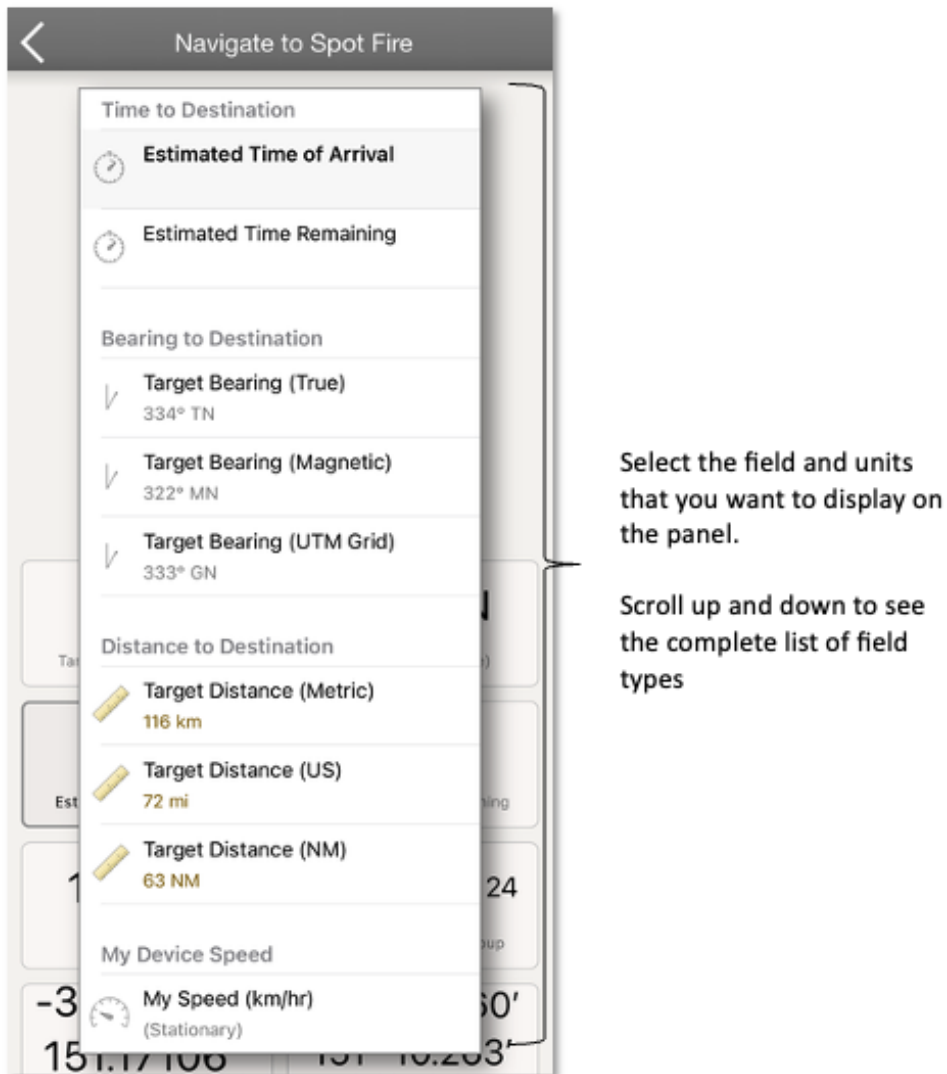 Navigate to Spot Fire
Time to Destination
Estimated Time of Arrival
Estimated Time Remaining
Bearing to Destination
Target Bearing (True)
334° TN
Target Bearing (Magnetic)
322° MN
Target Bearing (UTM Grid)
333° GN
Distance to Destination
Target Distance (Metric)
116 km
Target Distance (US)
72 mi
Target Distance (NM)
63 NM
My Device Speed
My Speed (km/hr)
(Stationary)
24
Select the field and units
that you want to display on
the panel.
Scroll up and down to see
the complete list of field
types